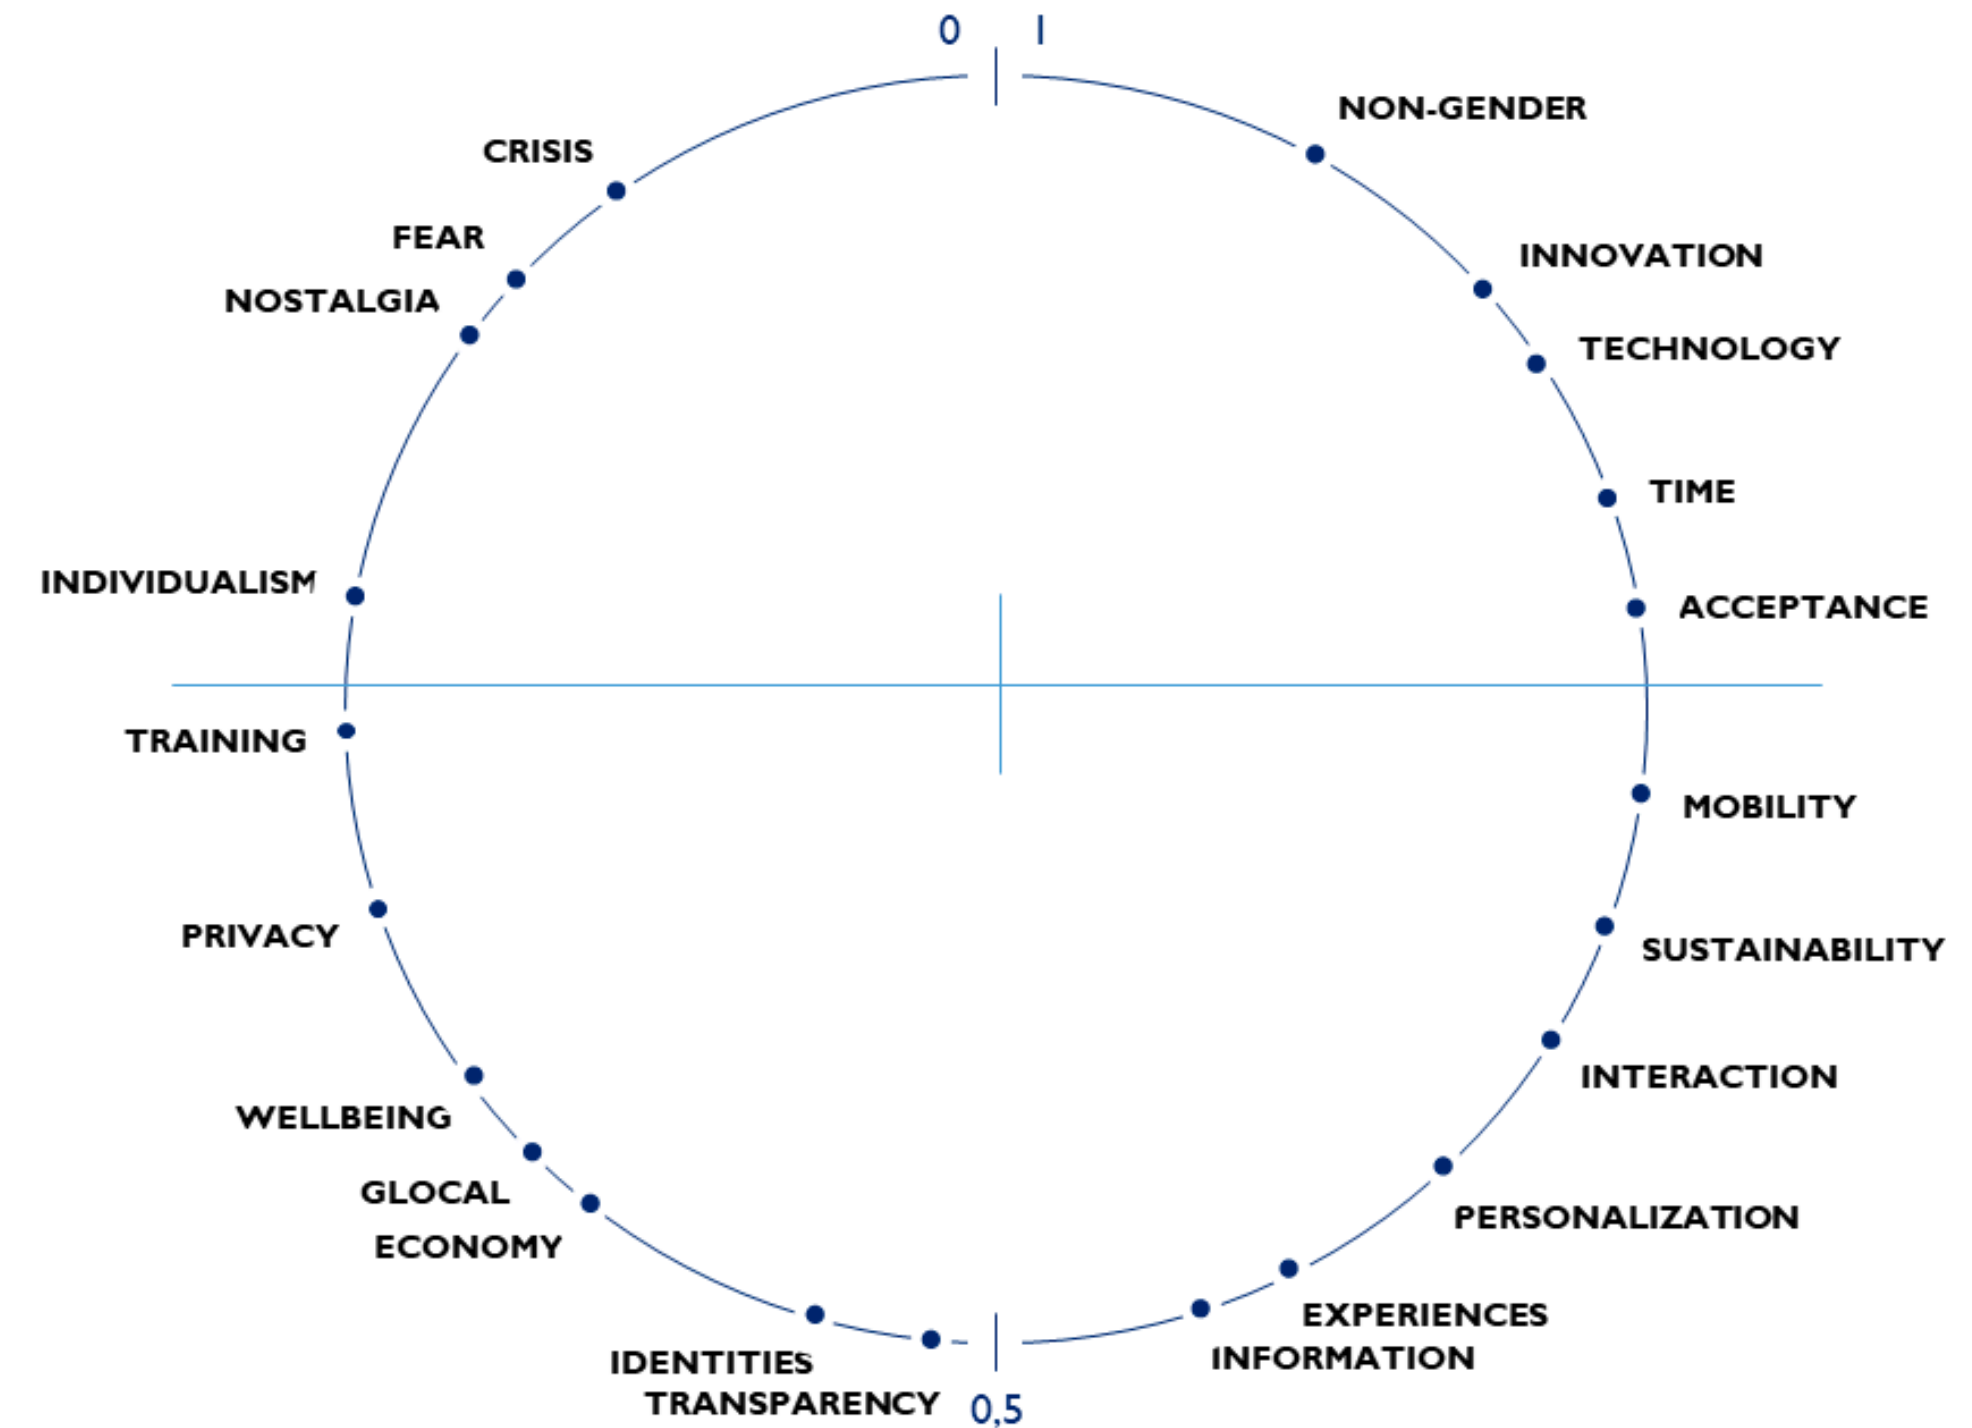 0
I
NON-GENDER
CRISIS
FEAR
INNOVATION
NOSTALGIA
TECHNOLOGY
TIME
INDIVIDUALISM
ACCEPTANCE
TRAINING
MOBILITY
PRIVACY
SUSTAINABILITY
INTERACTION
WELLBEING
GLOCAL
PERSONALIZATION
ECONOMY
EXPERIENCES
INFORMATION
IDENTITIES
TRANSPARENCY
0,5